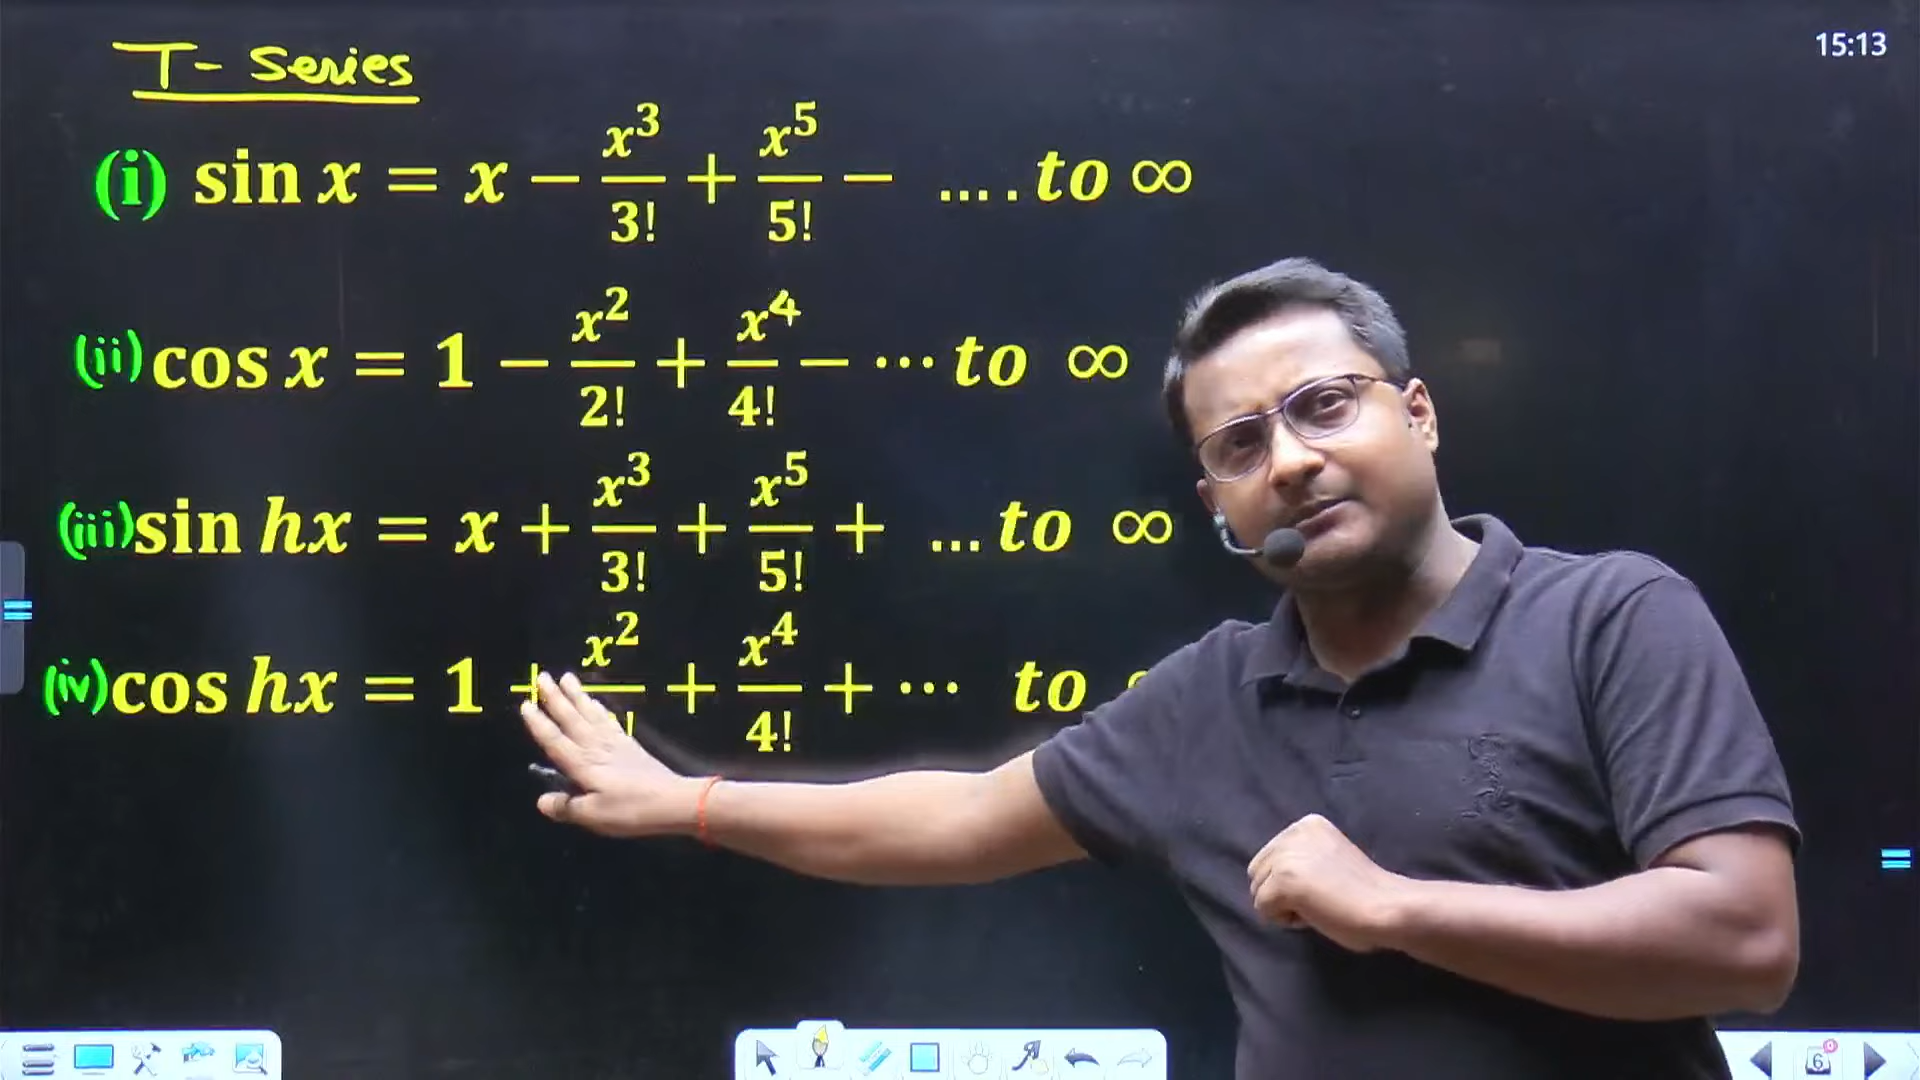 T- Series
15:13
(i) sin x = x − x³/3! + x⁵/5! − .... to ∞
(ii) cos x = 1 − x²/2! + x⁴/4! − ⋯ to ∞
(iii) sin hx = x + x³/3! + x⁵/5! + ... to ∞
(iv) cos hx = 1 + x²/ ! + x⁴/4! + ⋯ to
6